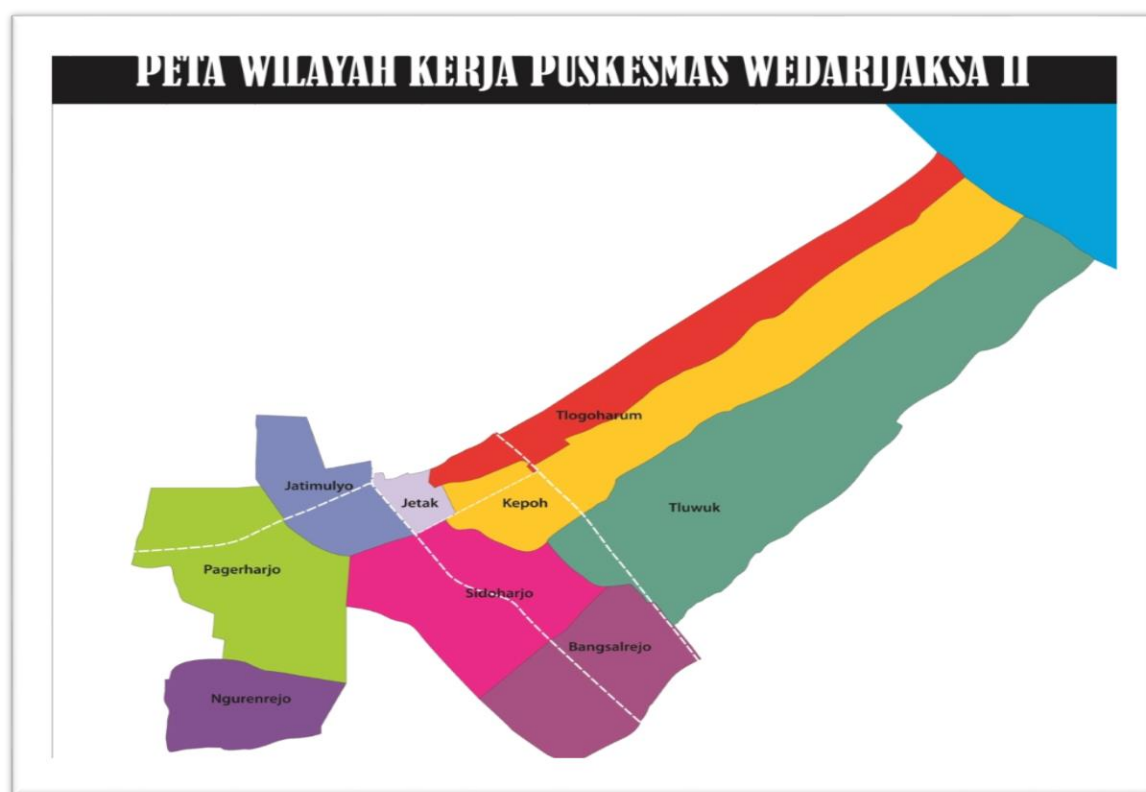 PETA WILAYAH KERJA PUSKESMAS WEDARIJAKSA II
Tlogoharum
Jatimulyo
Jetak
Kepoh
Tluwuk
Pagerharjo
Sidoharjo
Bangsalrejo
Ngurenrejo